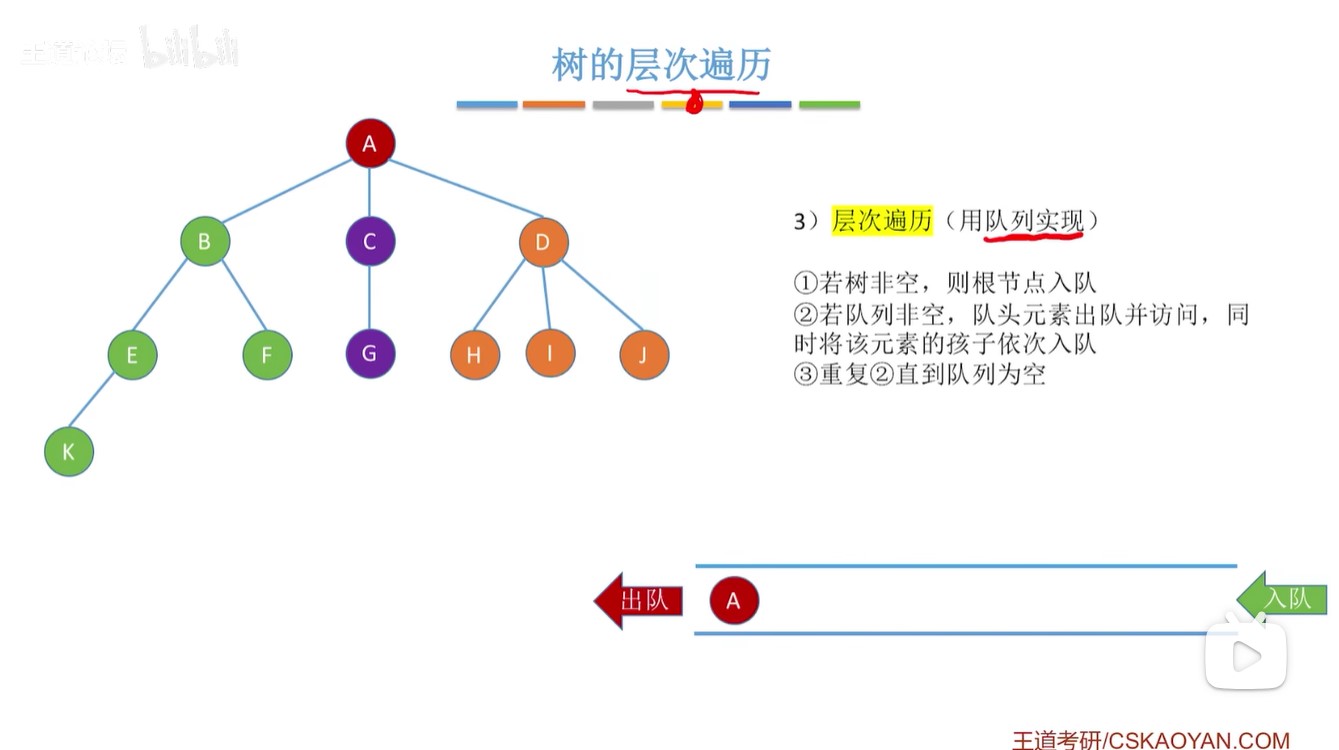 王道论坛 bilibili
树的层次遍历
A
B C D
E F G H I J
K
3）层次遍历（用队列实现）
①若树非空，则根节点入队
②若队列非空，队头元素出队并访问，同
时将该元素的孩子依次入队
③重复②直到队列为空
出队 A 入队
王道考研/CSKAOYAN.COM